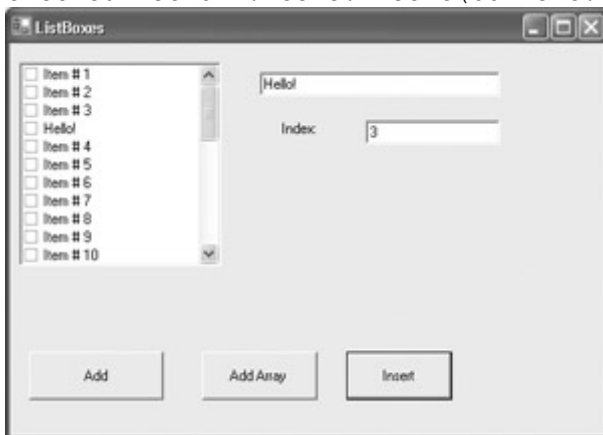 ListBoxes
Item # 1
Item # 2
Item # 3
Hello!
Item # 4
Item # 5
Item # 6
Item # 7
Item # 8
Item # 9
Item # 10
Hello!
Index:
3
Add
Add Array
Insert